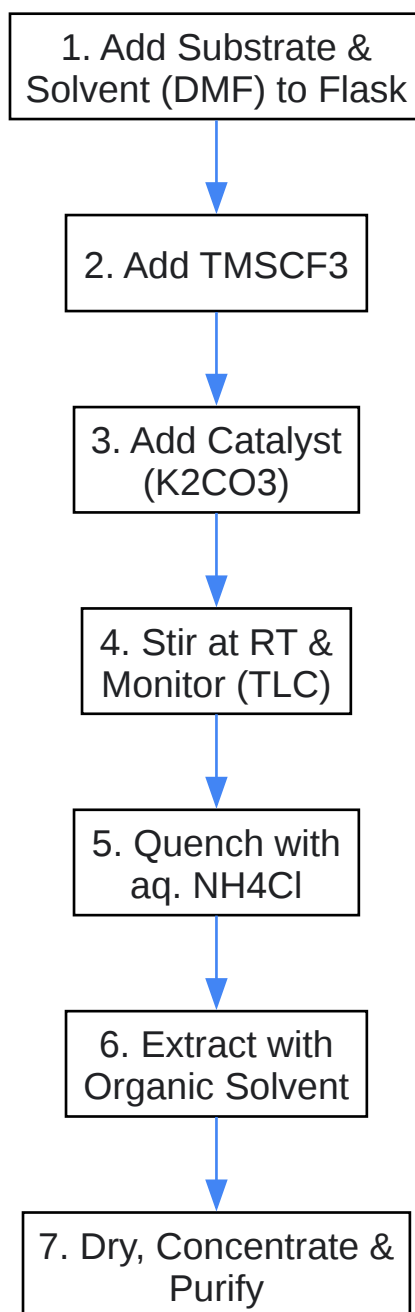 1. Add Substrate &
Solvent (DMF) to Flask
2. Add TMSCF3
3. Add Catalyst
(K2CO3)
4. Stir at RT &
Monitor (TLC)
5. Quench with
aq. NH4Cl
6. Extract with
Organic Solvent
7. Dry, Concentrate &
Purify